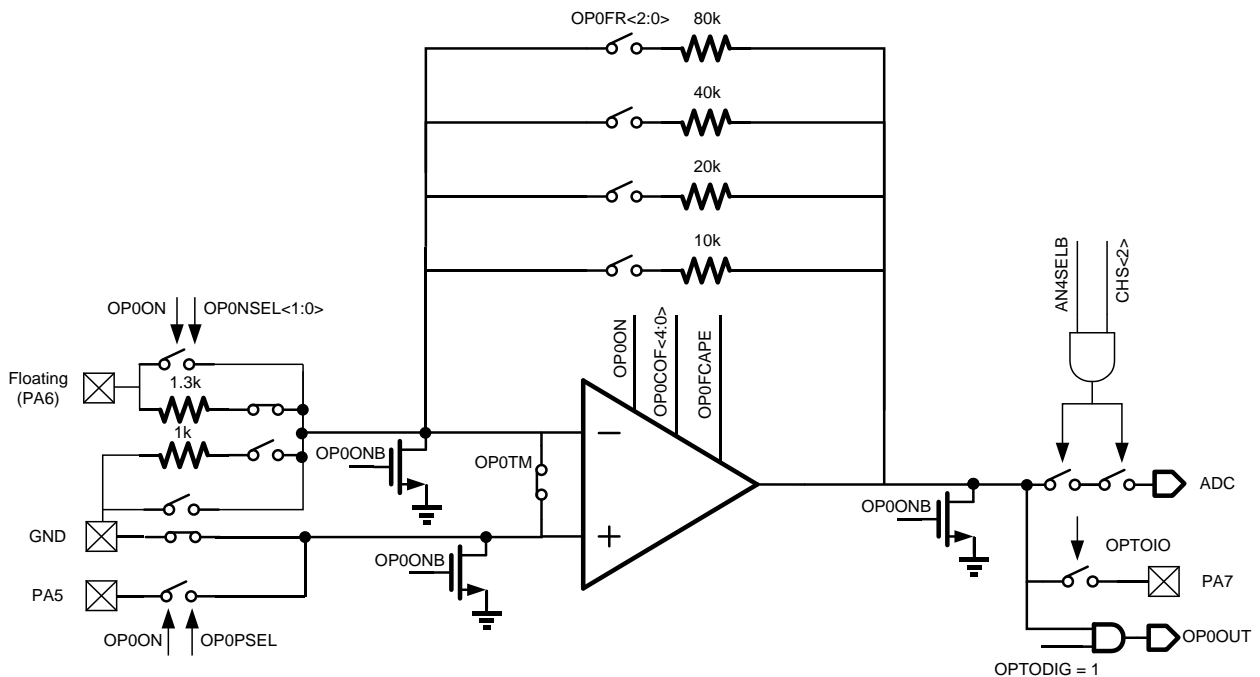 OP0FR<2:0>
80k
40k
20k
10k
AN4SELB
CHS<2>
OP0ON
OP0NSEL<1:0>
OP0ON
OP0COF<4:0>
OP0FCAPE
Floating
(PA6)
1.3k
1k
OP0ONB
OP0TM
−
+
OP0ONB
OP0ONB
ADC
GND
OPTOIO
PA5
PA7
OP0ON
OP0PSEL
OP0OUT
OPTODIG = 1